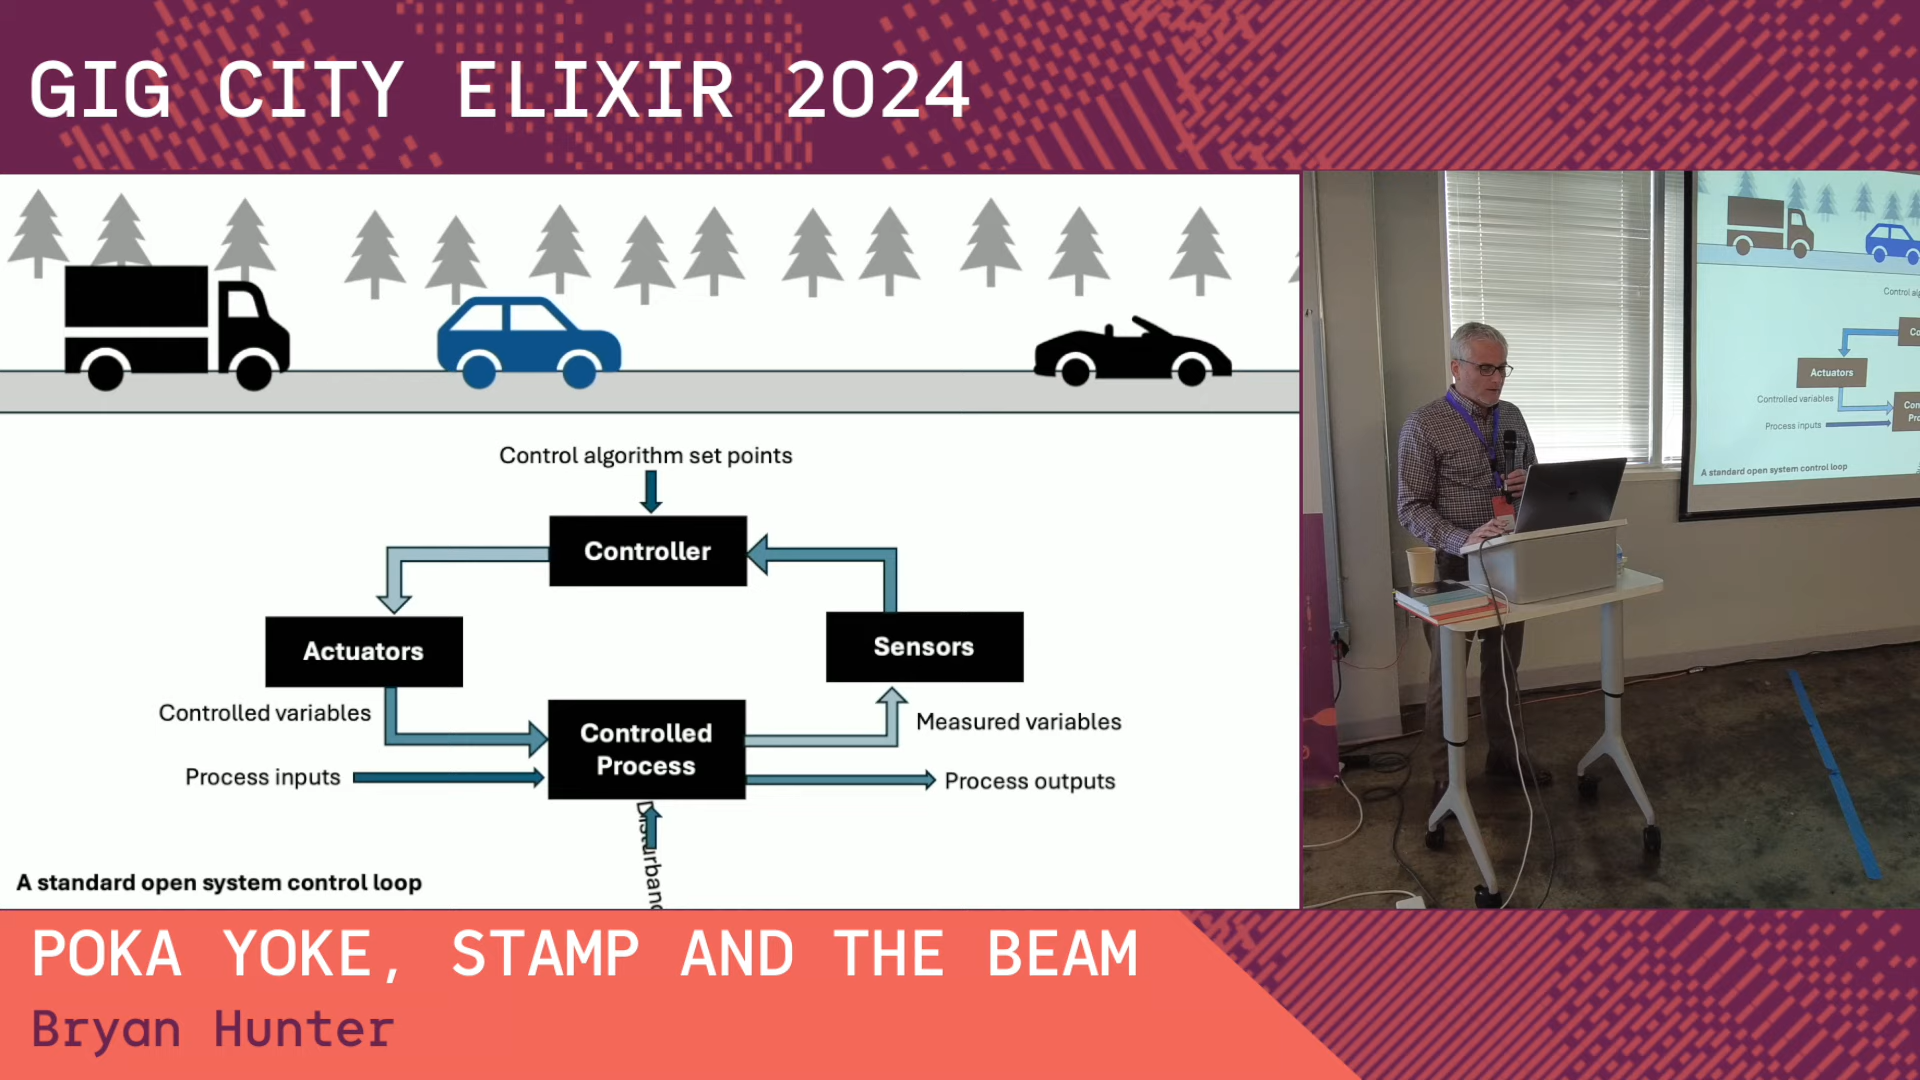 GIG CITY ELIXIR 2024
Control algorithm set points
Controller
Actuators
Sensors
Controlled variables
Controlled
Process
Measured variables
Process inputs
Process outputs
A standard open system control loop
Actuators
Controlled variables
Process inputs
A standard open system control loop
POKA YOKE, STAMP AND THE BEAM
Bryan Hunter